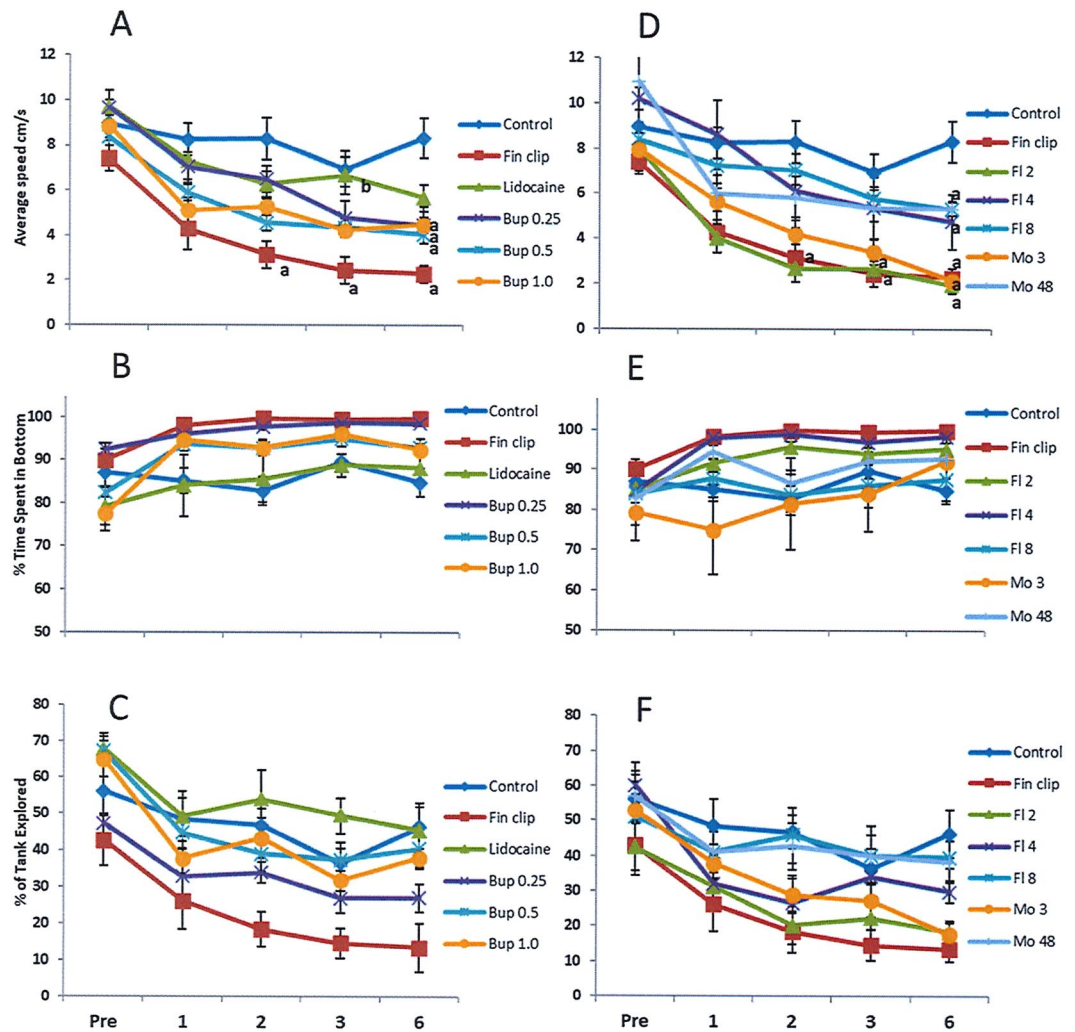 A
Average speed cm/s
12
10
8
6
4
2
0
b
a
a
a
a
a
Control
Fin clip
Lidocaine
Bup 0.25
Bup 0.5
Bup 1.0
D
12
10
8
6
4
2
0
a
a
a
a
a
a
a
Control
Fin clip
Fl 2
Fl 4
Fl 8
Mo 3
Mo 48
B
% Time Spent in Bottom
100
90
80
70
60
50
Control
Fin clip
Lidocaine
Bup 0.25
Bup 0.5
Bup 1.0
E
100
90
80
70
60
50
Control
Fin clip
Fl 2
Fl 4
Fl 8
Mo 3
Mo 48
C
% of Tank Explored
80
70
60
50
40
30
20
10
0
Pre 1 2 3 6
Control
Fin clip
Lidocaine
Bup 0.25
Bup 0.5
Bup 1.0
F
80
70
60
50
40
30
20
10
0
Pre 1 2 3 6
Control
Fin clip
Fl 2
Fl 4
Fl 8
Mo 3
Mo 48